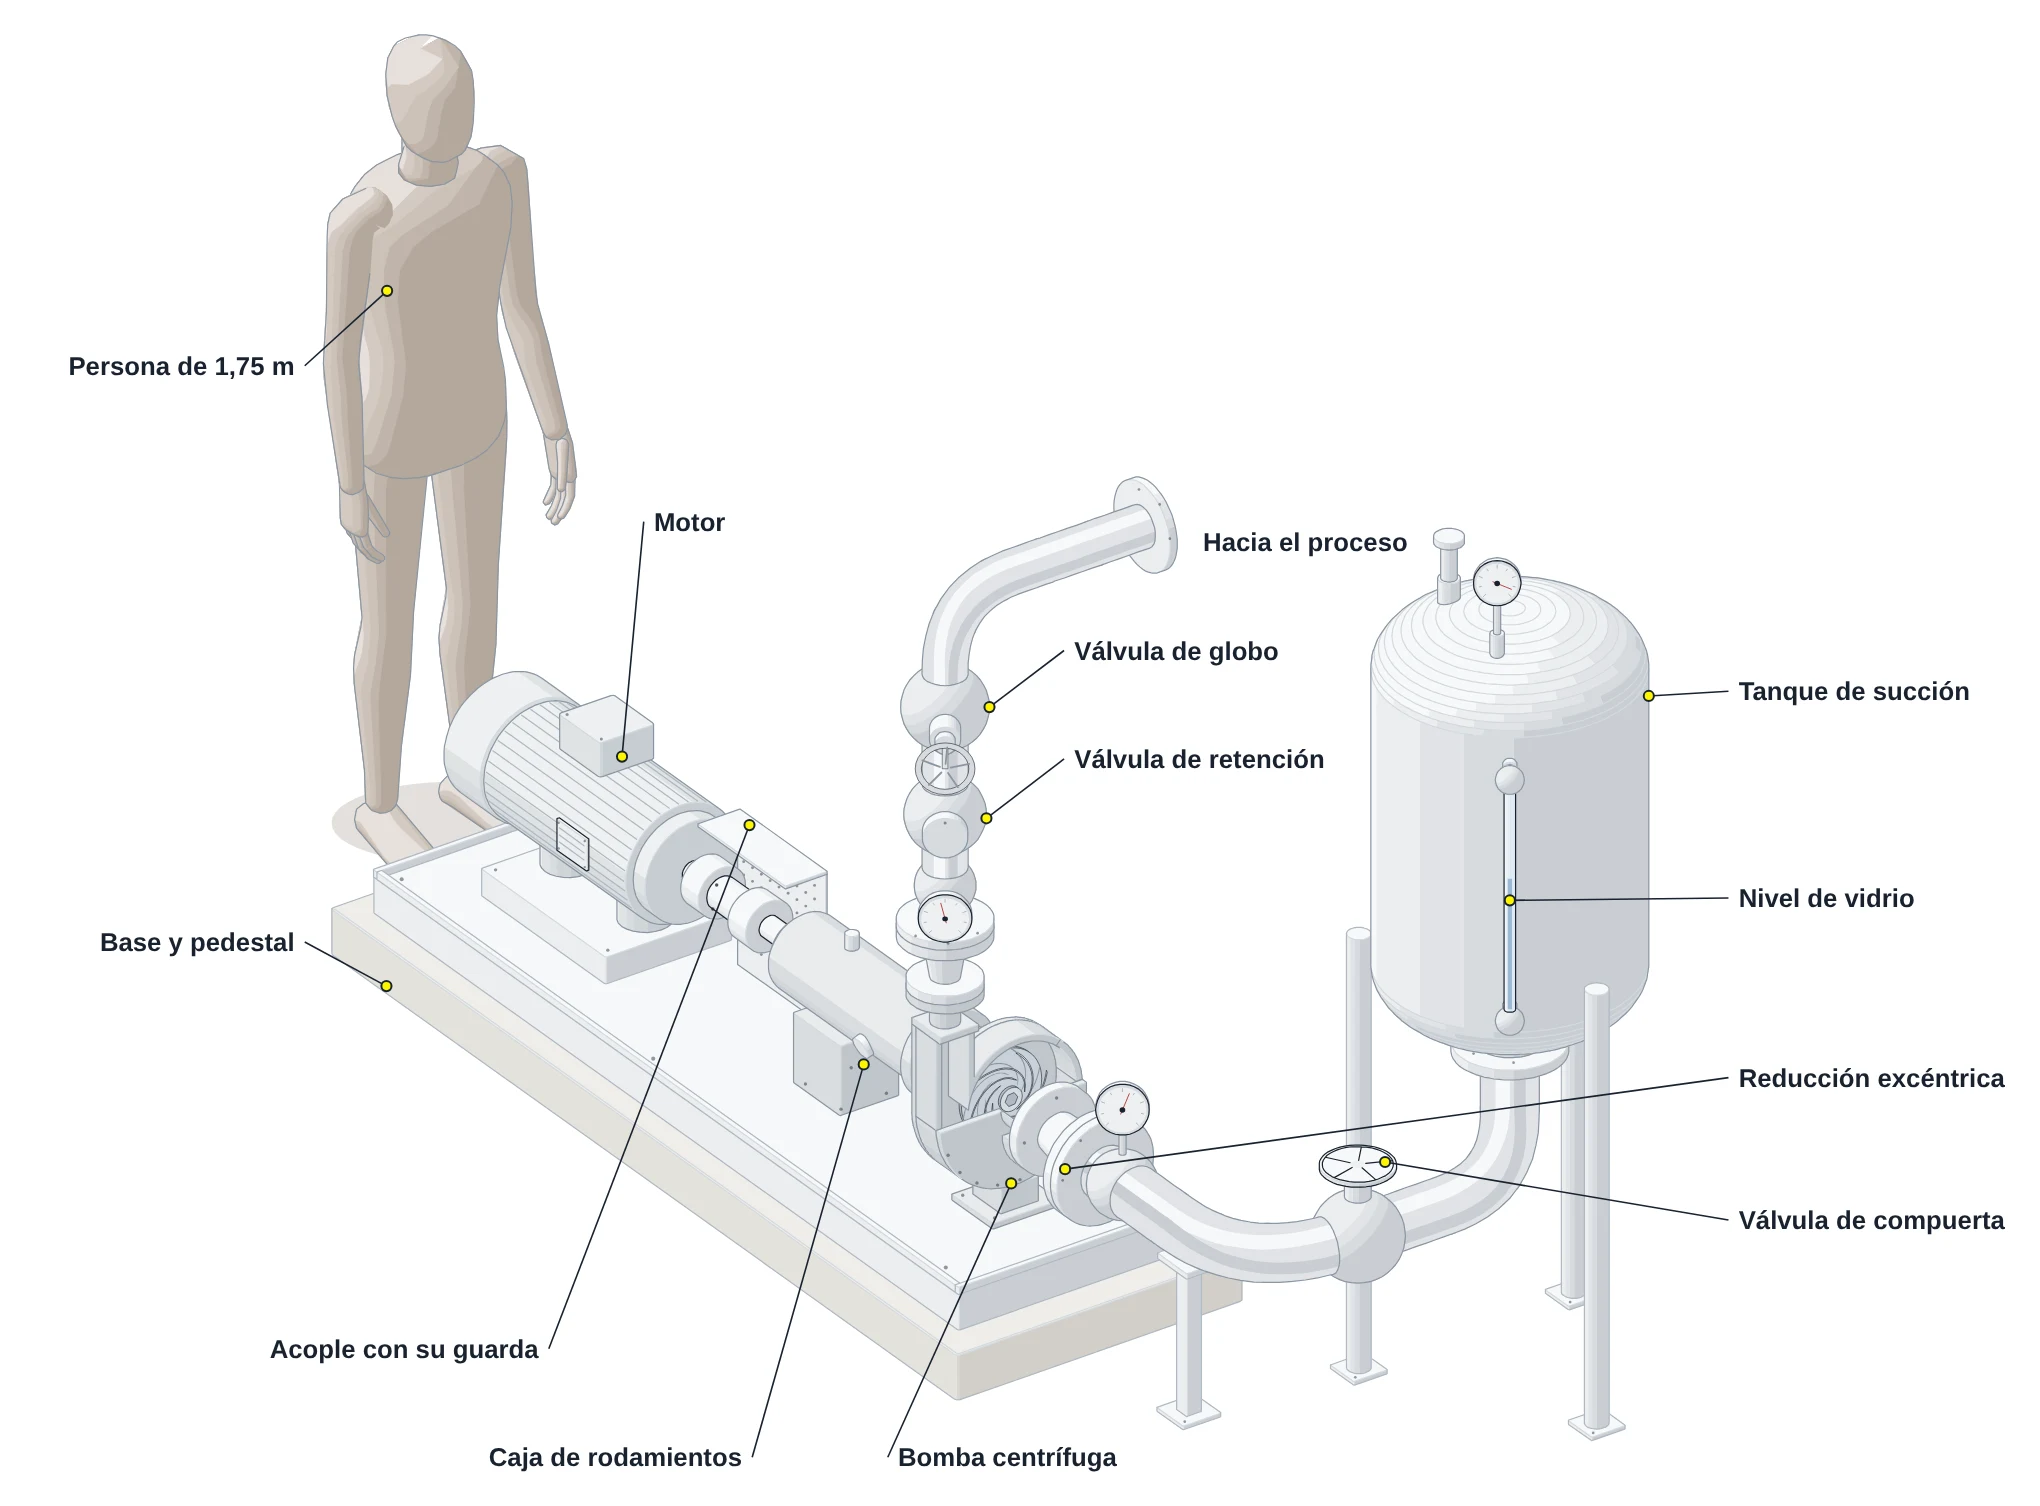 Persona de 1,75 m
Motor
Hacia el proceso
Válvula de globo
Tanque de succión
Válvula de retención
Nivel de vidrio
Base y pedestal
Reducción excéntrica
Válvula de compuerta
Acople con su guarda
Caja de rodamientos
Bomba centrífuga